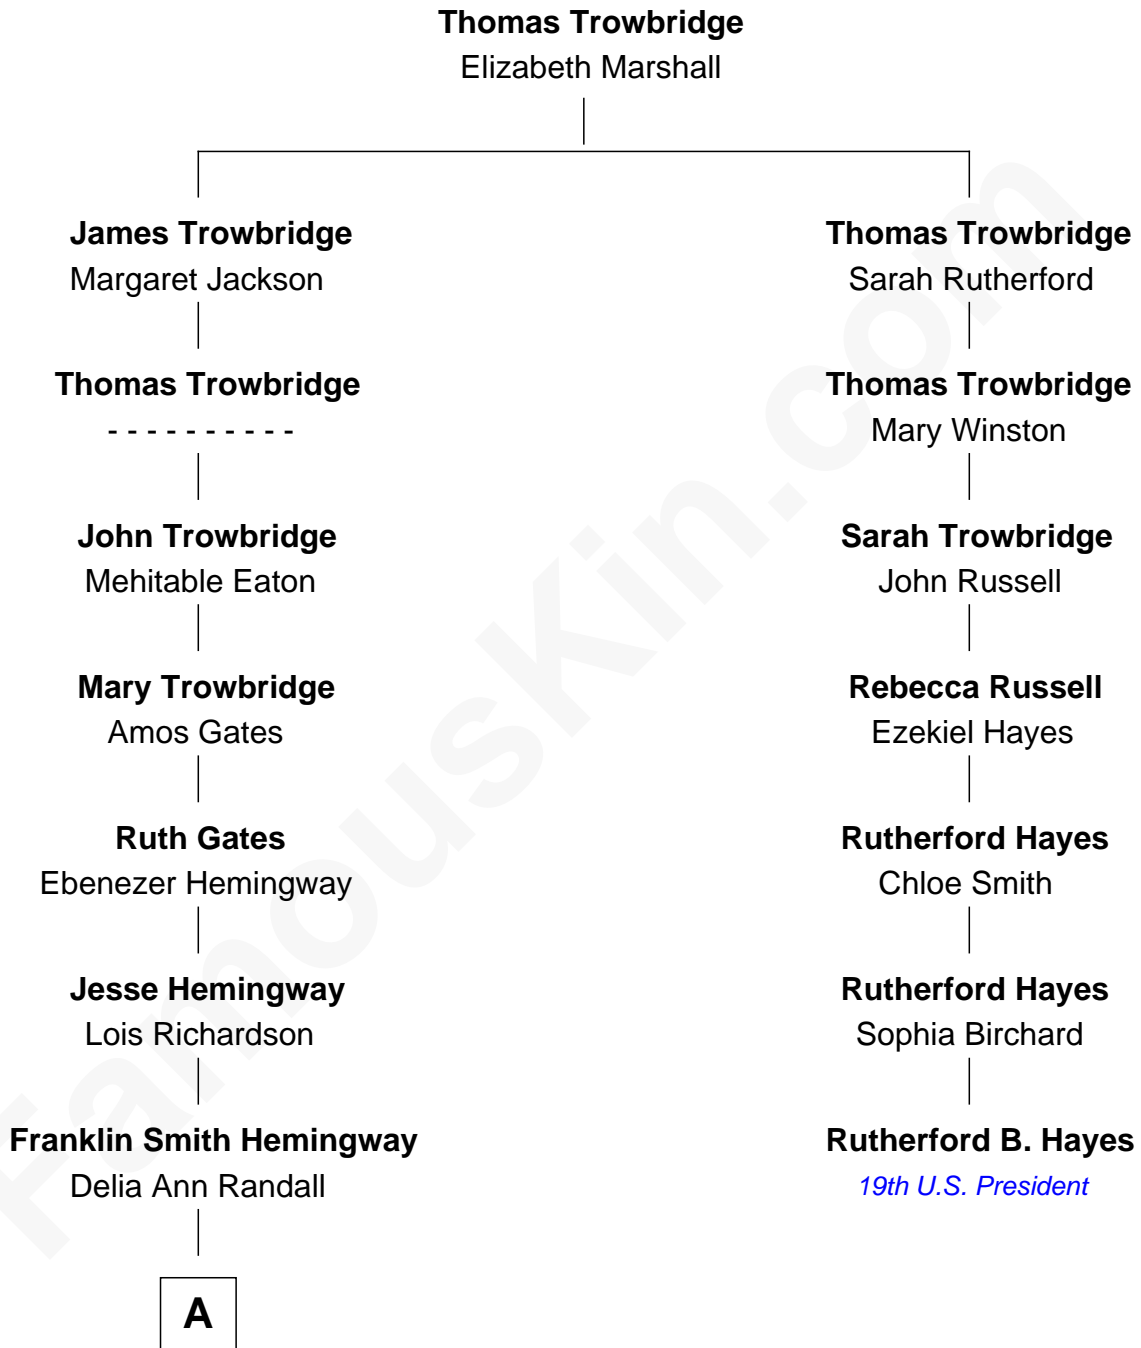 Thomas Trowbridge
Elizabeth Marshall
James Trowbridge
Margaret Jackson
Thomas Trowbridge
Sarah Rutherford
Thomas Trowbridge
- - - - - - - - - -
Thomas Trowbridge
Mary Winston
John Trowbridge
Mehitable Eaton
Sarah Trowbridge
John Russell
Mary Trowbridge
Amos Gates
Rebecca Russell
Ezekiel Hayes
Ruth Gates
Ebenezer Hemingway
Rutherford Hayes
Chloe Smith
Jesse Hemingway
Lois Richardson
Rutherford Hayes
Sophia Birchard
Franklin Smith Hemingway
Delia Ann Randall
Rutherford B. Hayes
19th U.S. President
A
FamousKin.com